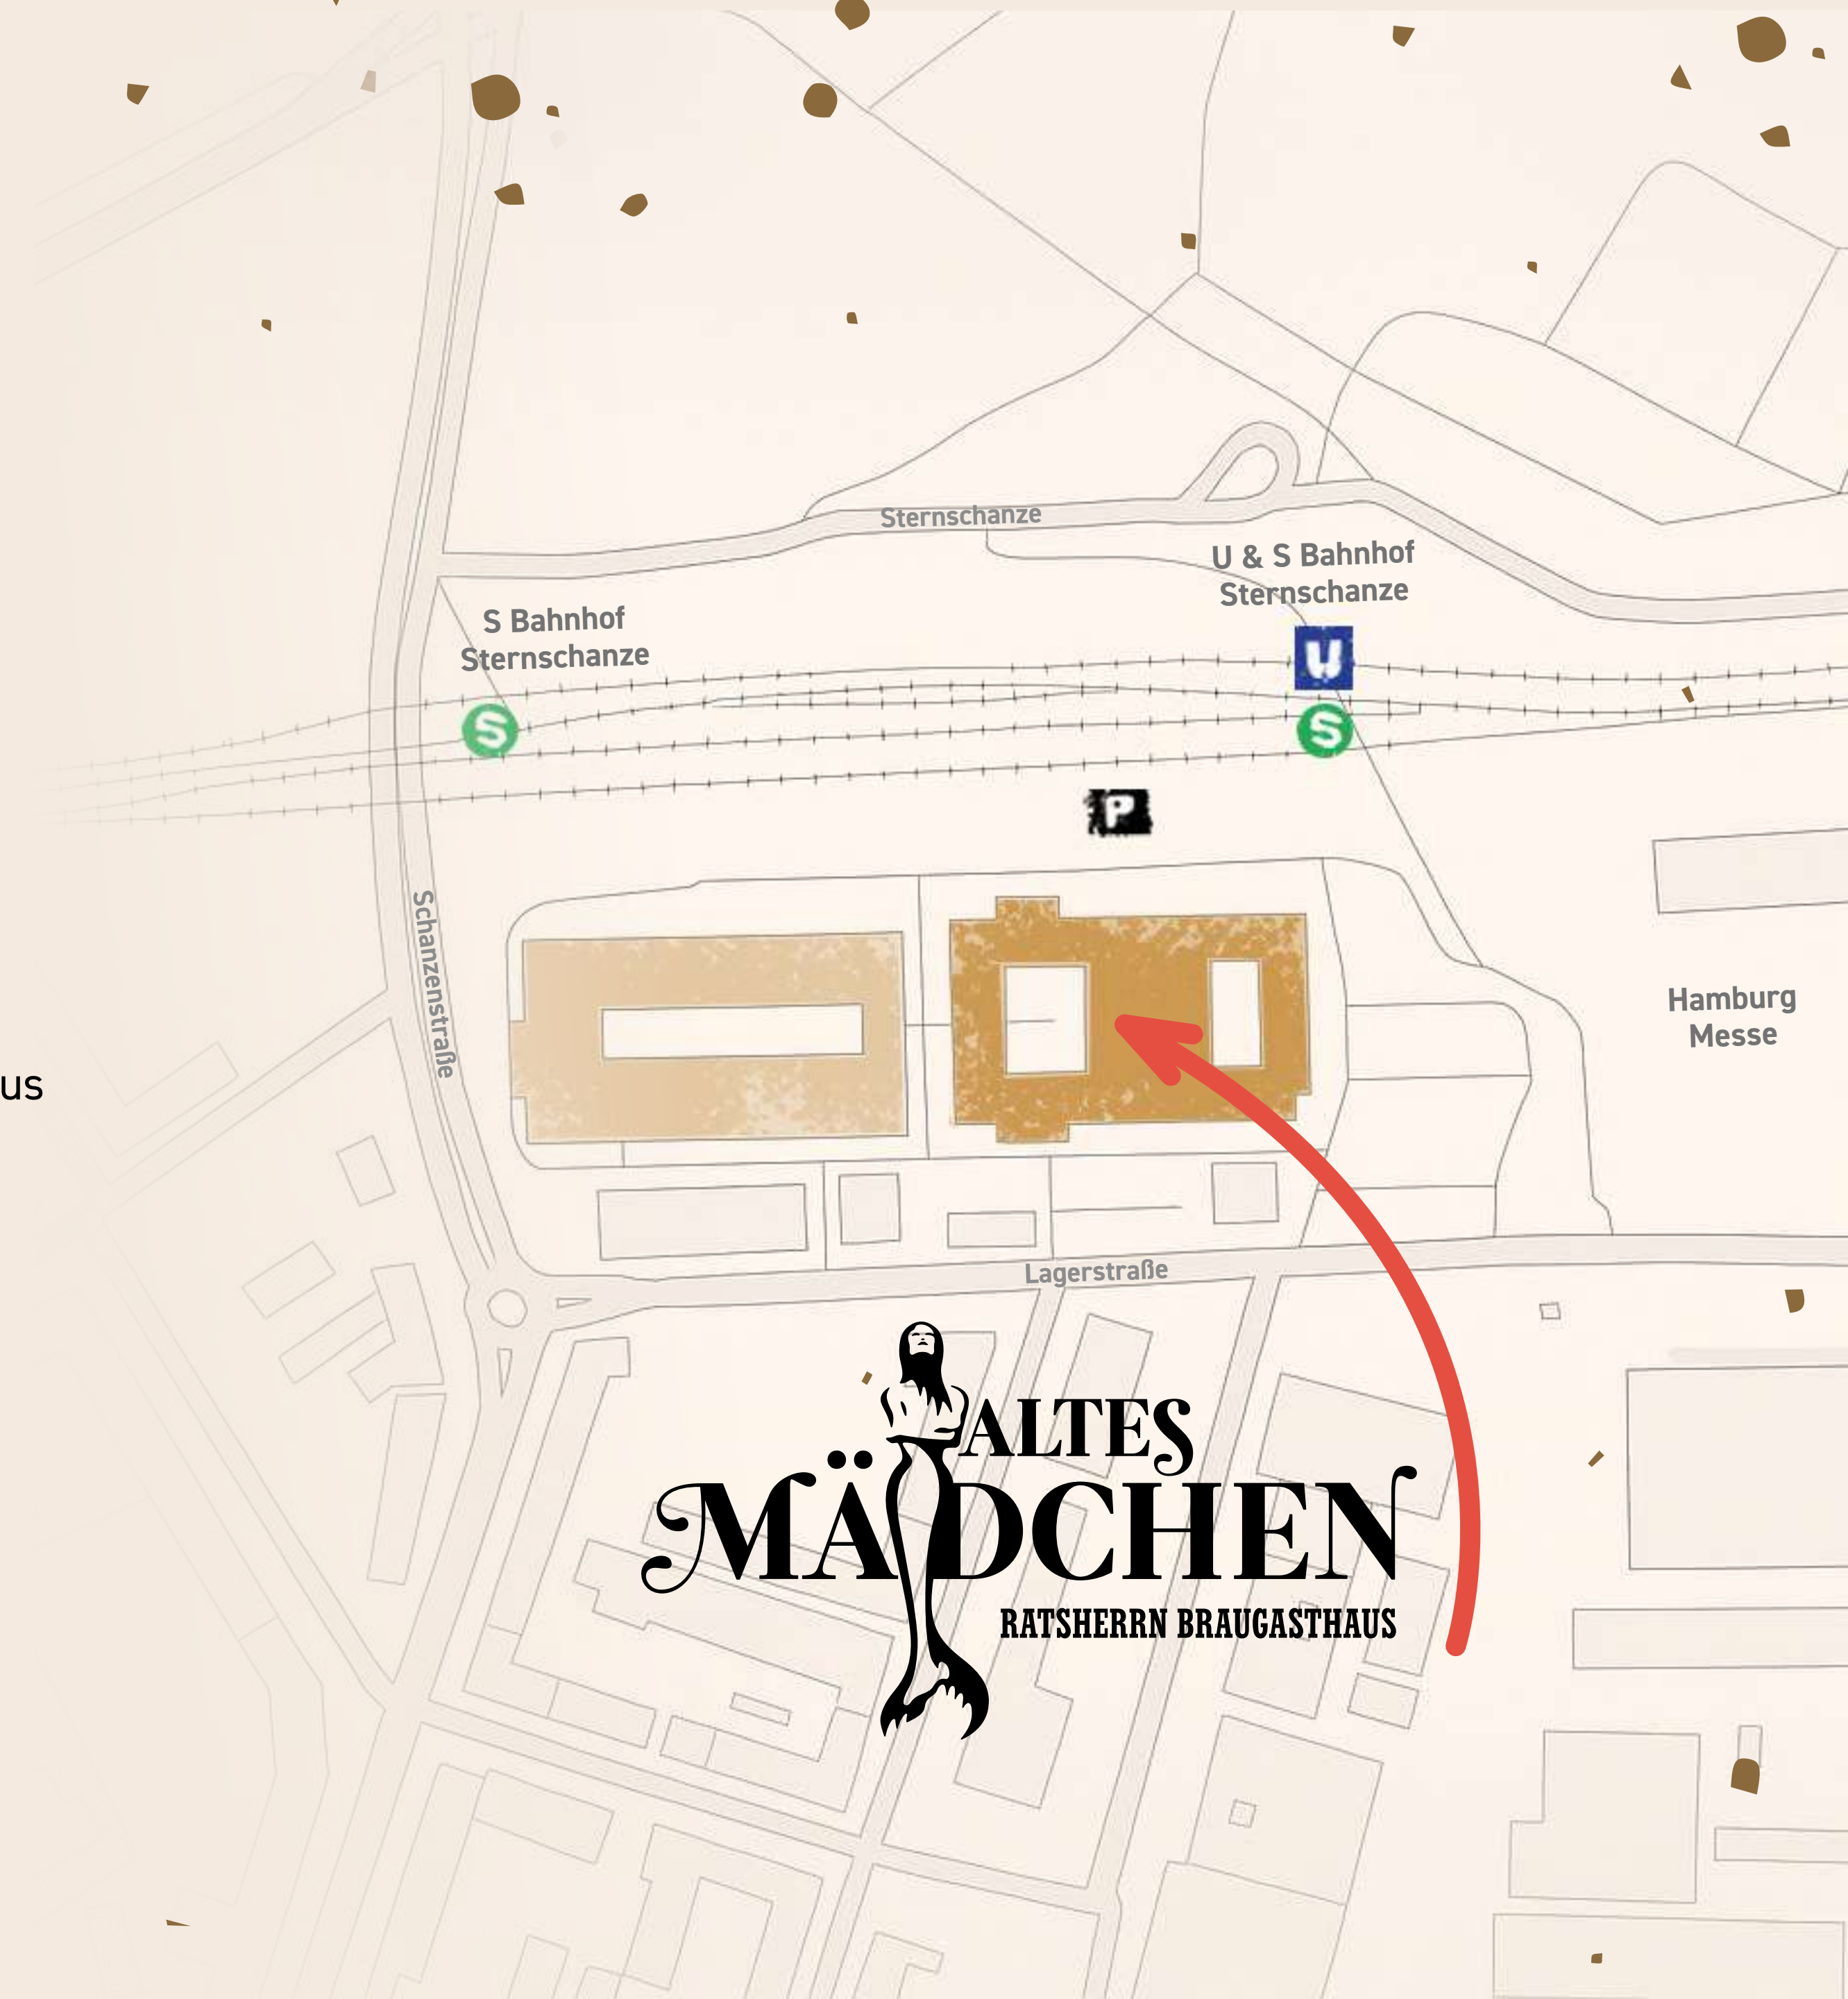 Sternschanze
U & S Bahnhof
Sternschanze
S Bahnhof
Sternschanze
U
S
S
P
Schanzenstraße
Hamburg
Messe
us
Lagerstraße
ALTES
MÄDCHEN
RATSHERRN BRAUGASTHAUS